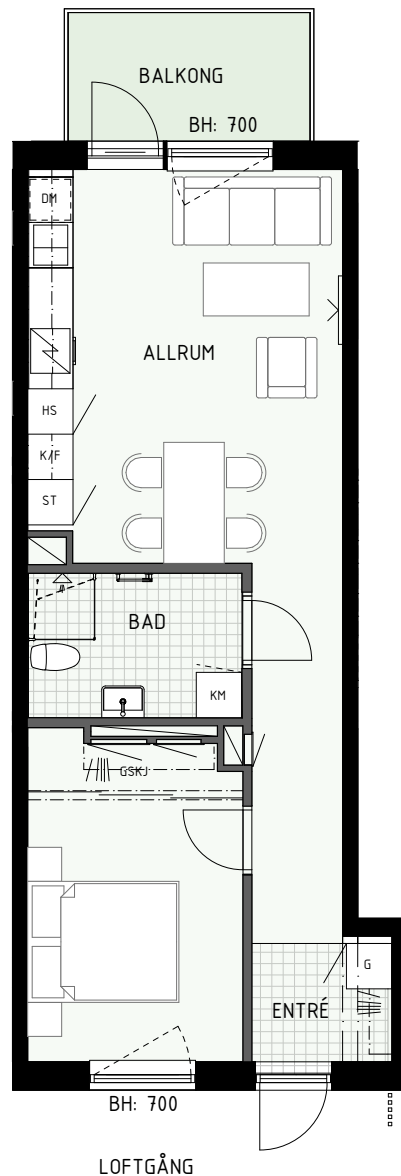 BALKONG
BH: 700
DM
ALLRUM
HS
K/F
ST
BAD
KM
GSKJ
G
ENTRÉ
BH: 700
LOFTGÅNG